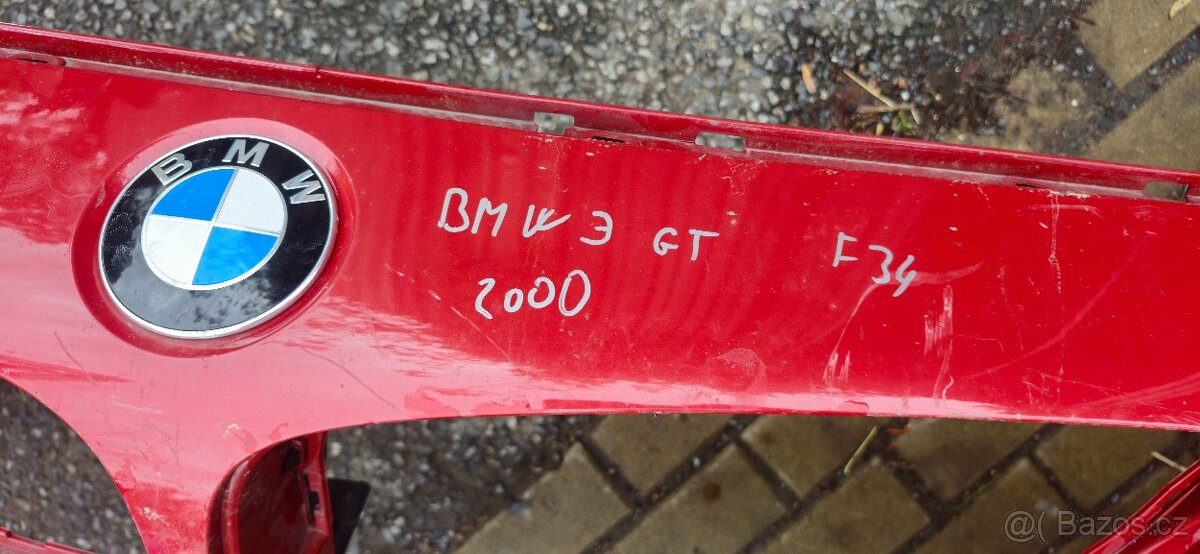 BMW
BMW 3 GT F34
2000
@( Bazos.cz